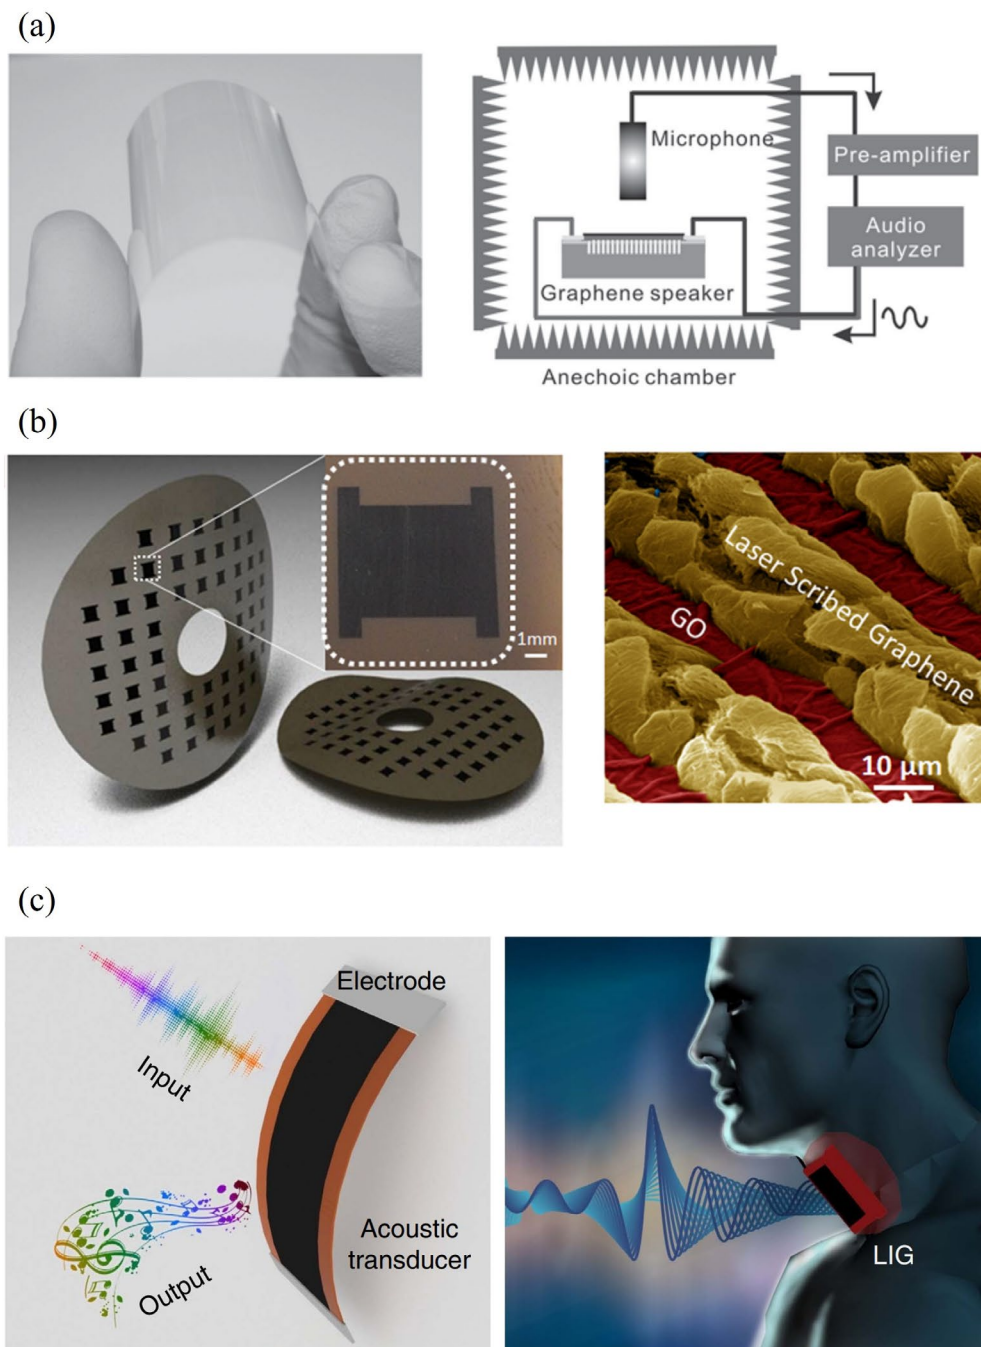 (a)
Microphone
Pre-amplifier
Audio
analyzer
Graphene speaker
Anechoic chamber
(b)
1mm
Laser Scribed Graphene
GO
10 μm
(c)
Electrode
Input
Acoustic
transducer
Output
LIG